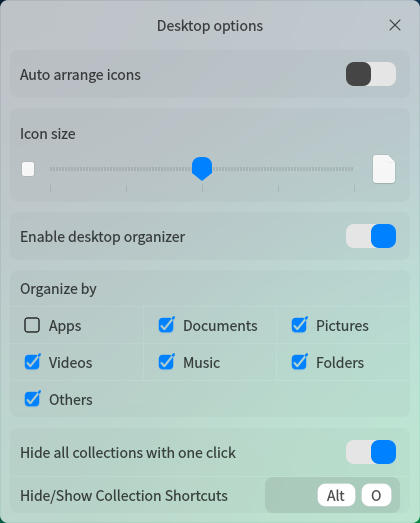 Desktop options
Auto arrange icons
Icon size
Enable desktop organizer
Organize by
Apps Documents Pictures
Videos Music Folders
Others
Hide all collections with one click
Hide/Show Collection Shortcuts Alt O